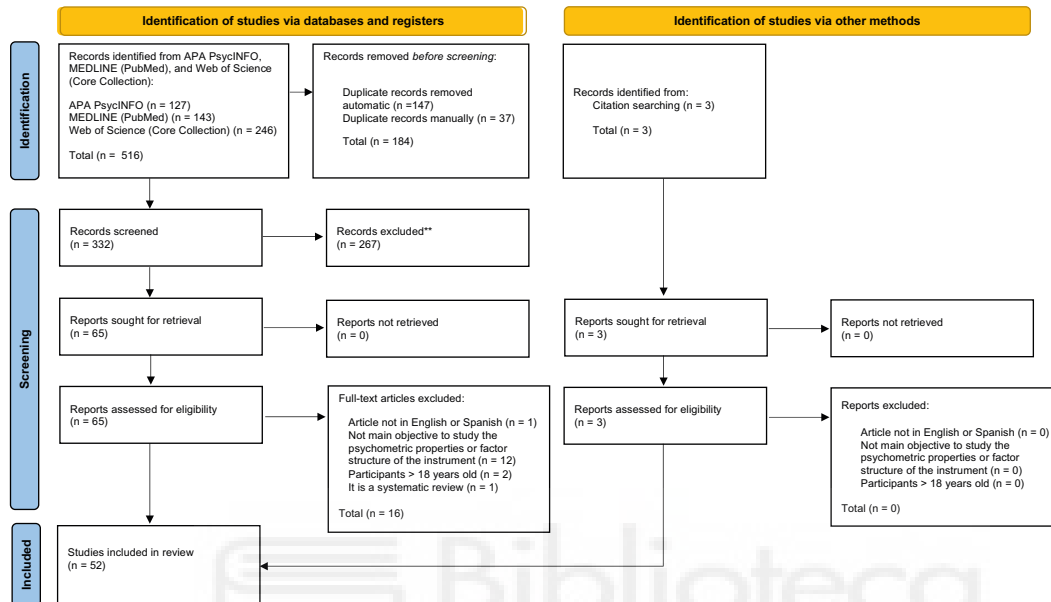 Identification of studies via databases and registers
Identification of studies via other methods
Identification
Records identified from APA PsycINFO,
MEDLINE (PubMed), and Web of Science
(Core Collection):
APA PsycINFO (n = 127)
MEDLINE (PubMed) (n = 143)
Web of Science (Core Collection) (n = 246)
Total (n = 516)
Records removed before screening:
Duplicate records removed
automatic (n =147)
Duplicate records manually (n = 37)
Total (n = 184)
Records identified from:
Citation searching (n = 3)
Total (n = 3)
Screening
Records screened
(n = 332)
Records excluded**
(n = 267)
Reports sought for retrieval
(n = 65)
Reports not retrieved
(n = 0)
Reports sought for retrieval
(n = 3)
Reports not retrieved
(n = 0)
Reports assessed for eligibility
(n = 65)
Full-text articles excluded:
Article not in English or Spanish (n = 1)
Not main objective to study the
psychometric properties or factor
structure of the instrument (n = 12)
Participants > 18 years old (n = 2)
It is a systematic review (n = 1)
Total (n = 16)
Reports assessed for eligibility
(n = 3)
Reports excluded:
Article not in English or Spanish (n = 0)
Not main objective to study the
psychometric properties or factor
structure of the instrument (n = 0)
Participants > 18 years old (n = 0)
Total (n = 0)
Included
Studies included in review
(n = 52)
Biblioteca